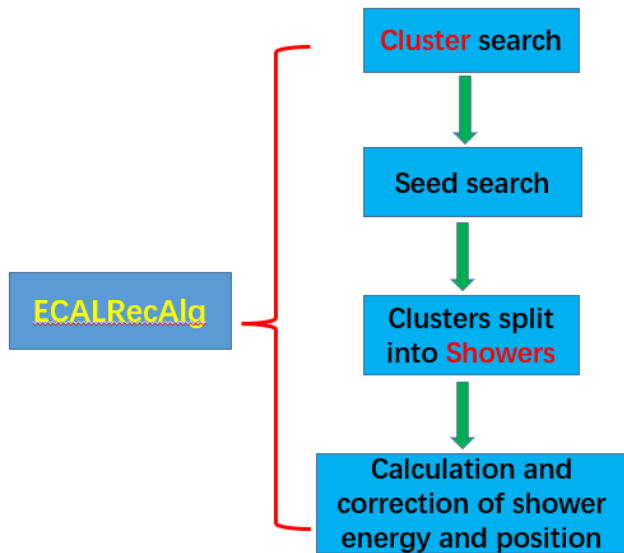 Cluster search
Seed search
ECALRecAlg
Clusters split
into Showers
Calculation and
correction of shower
energy and position